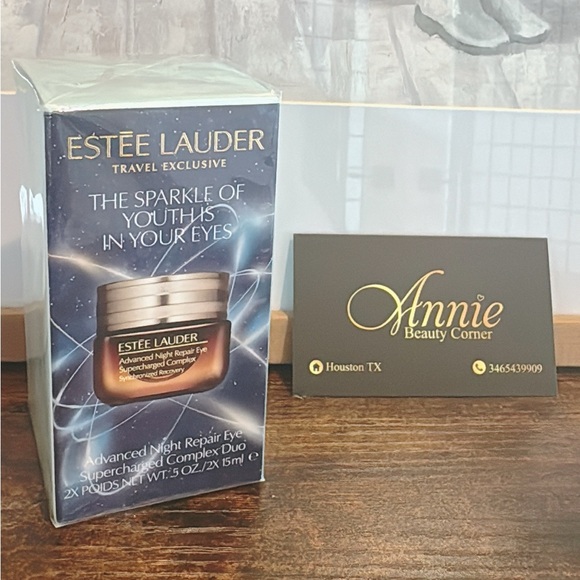 ESTĒE LAUDER
TRAVEL EXCLUSIVE
THE SPARKLE OF
YOUTH IS
IN YOUR EYES
ESTĒE LAUDER
Advanced Night Repair Eye
Supercharged Complex
Synchronized Recovery
Advanced Night Repair Eye
Supercharged Complex Duo
2X POIDS NET WT. .5 OZ./2X 15ml e
Annie
Beauty Corner
Houston TX
3465439909